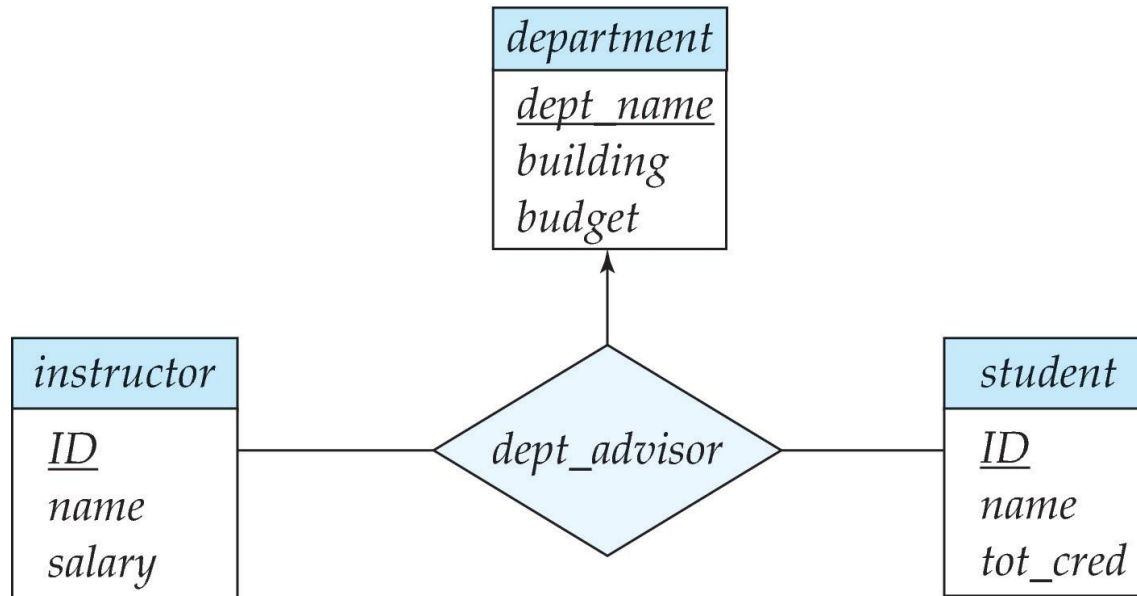 department
dept_name
building
budget
instructor
ID
name
salary
dept_advisor
student
ID
name
tot_cred